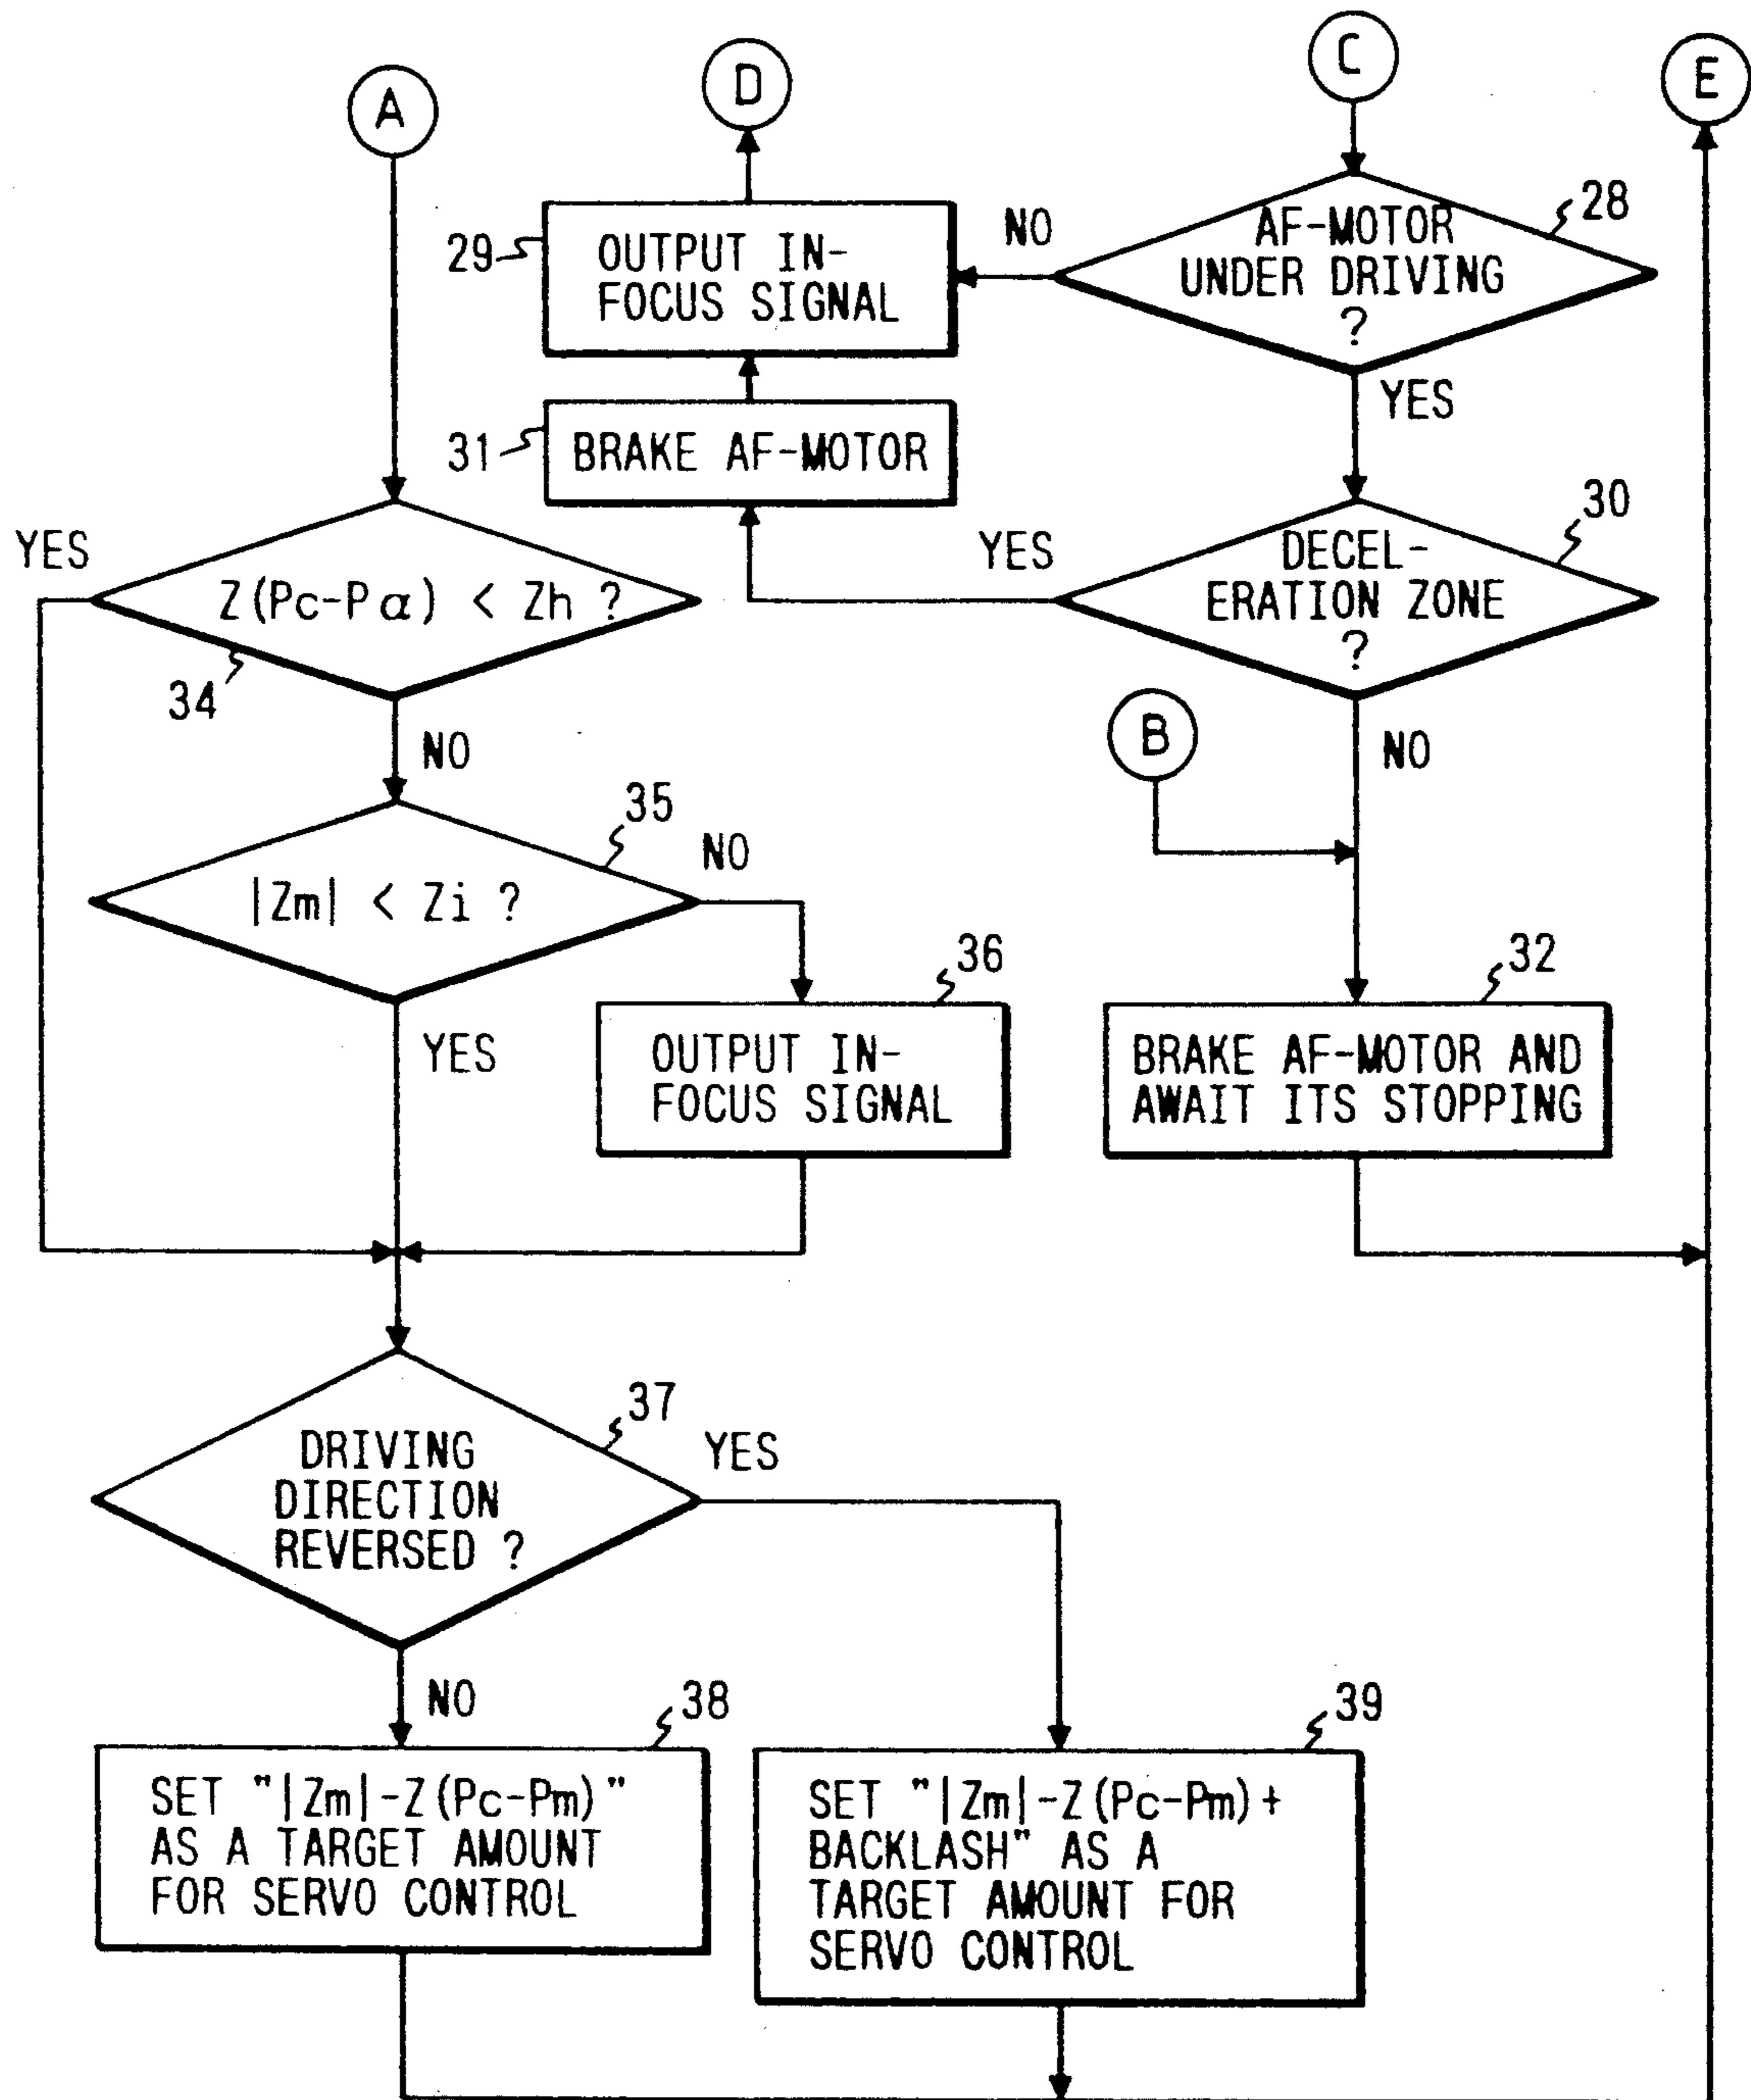 A
D
C
E
28
AF-MOTOR
UNDER DRIVING
?
NO
YES
29
OUTPUT IN-
FOCUS SIGNAL
31
BRAKE AF-MOTOR
30
DECEL-
ERATION ZONE
?
YES
NO
YES
Z(Pc-Pα) < Zh ?
34
NO
B
35
|Zm| < Zi ?
NO
YES
36
OUTPUT IN-
FOCUS SIGNAL
32
BRAKE AF-MOTOR AND
AWAIT ITS STOPPING
37
DRIVING
DIRECTION
REVERSED ?
YES
NO
38
SET "|Zm|-Z(Pc-Pm)"
AS A TARGET AMOUNT
FOR SERVO CONTROL
39
SET "|Zm|-Z(Pc-Pm)+
BACKLASH" AS A
TARGET AMOUNT FOR
SERVO CONTROL